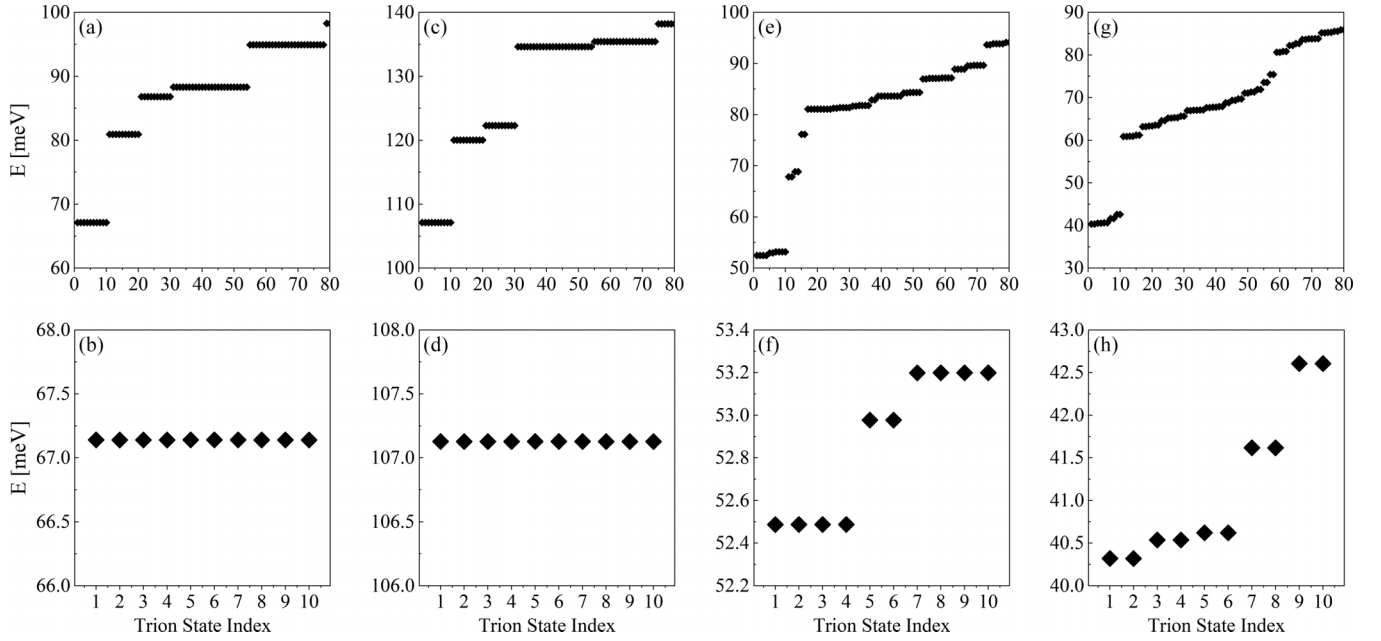 (a)
E [meV]
100
90
80
70
60
0 10 20 30 40 50 60 70 80
(c)
140
130
120
110
100
0 10 20 30 40 50 60 70 80
(e)
100
90
80
70
60
50
0 10 20 30 40 50 60 70 80
(g)
90
80
70
60
50
40
30
0 10 20 30 40 50 60 70 80
(b)
E [meV]
68.0
67.5
67.0
66.5
66.0
1 2 3 4 5 6 7 8 9 10
Trion State Index
(d)
108.0
107.5
107.0
106.5
106.0
1 2 3 4 5 6 7 8 9 10
Trion State Index
(f)
53.4
53.2
53.0
52.8
52.6
52.4
52.2
1 2 3 4 5 6 7 8 9 10
Trion State Index
(h)
43.0
42.5
42.0
41.5
41.0
40.5
40.0
1 2 3 4 5 6 7 8 9 10
Trion State Index